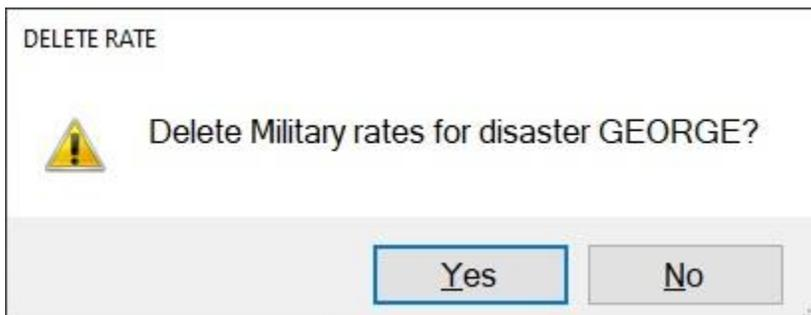 DELETE RATE
Delete Military rates for disaster GEORGE?
Yes
No